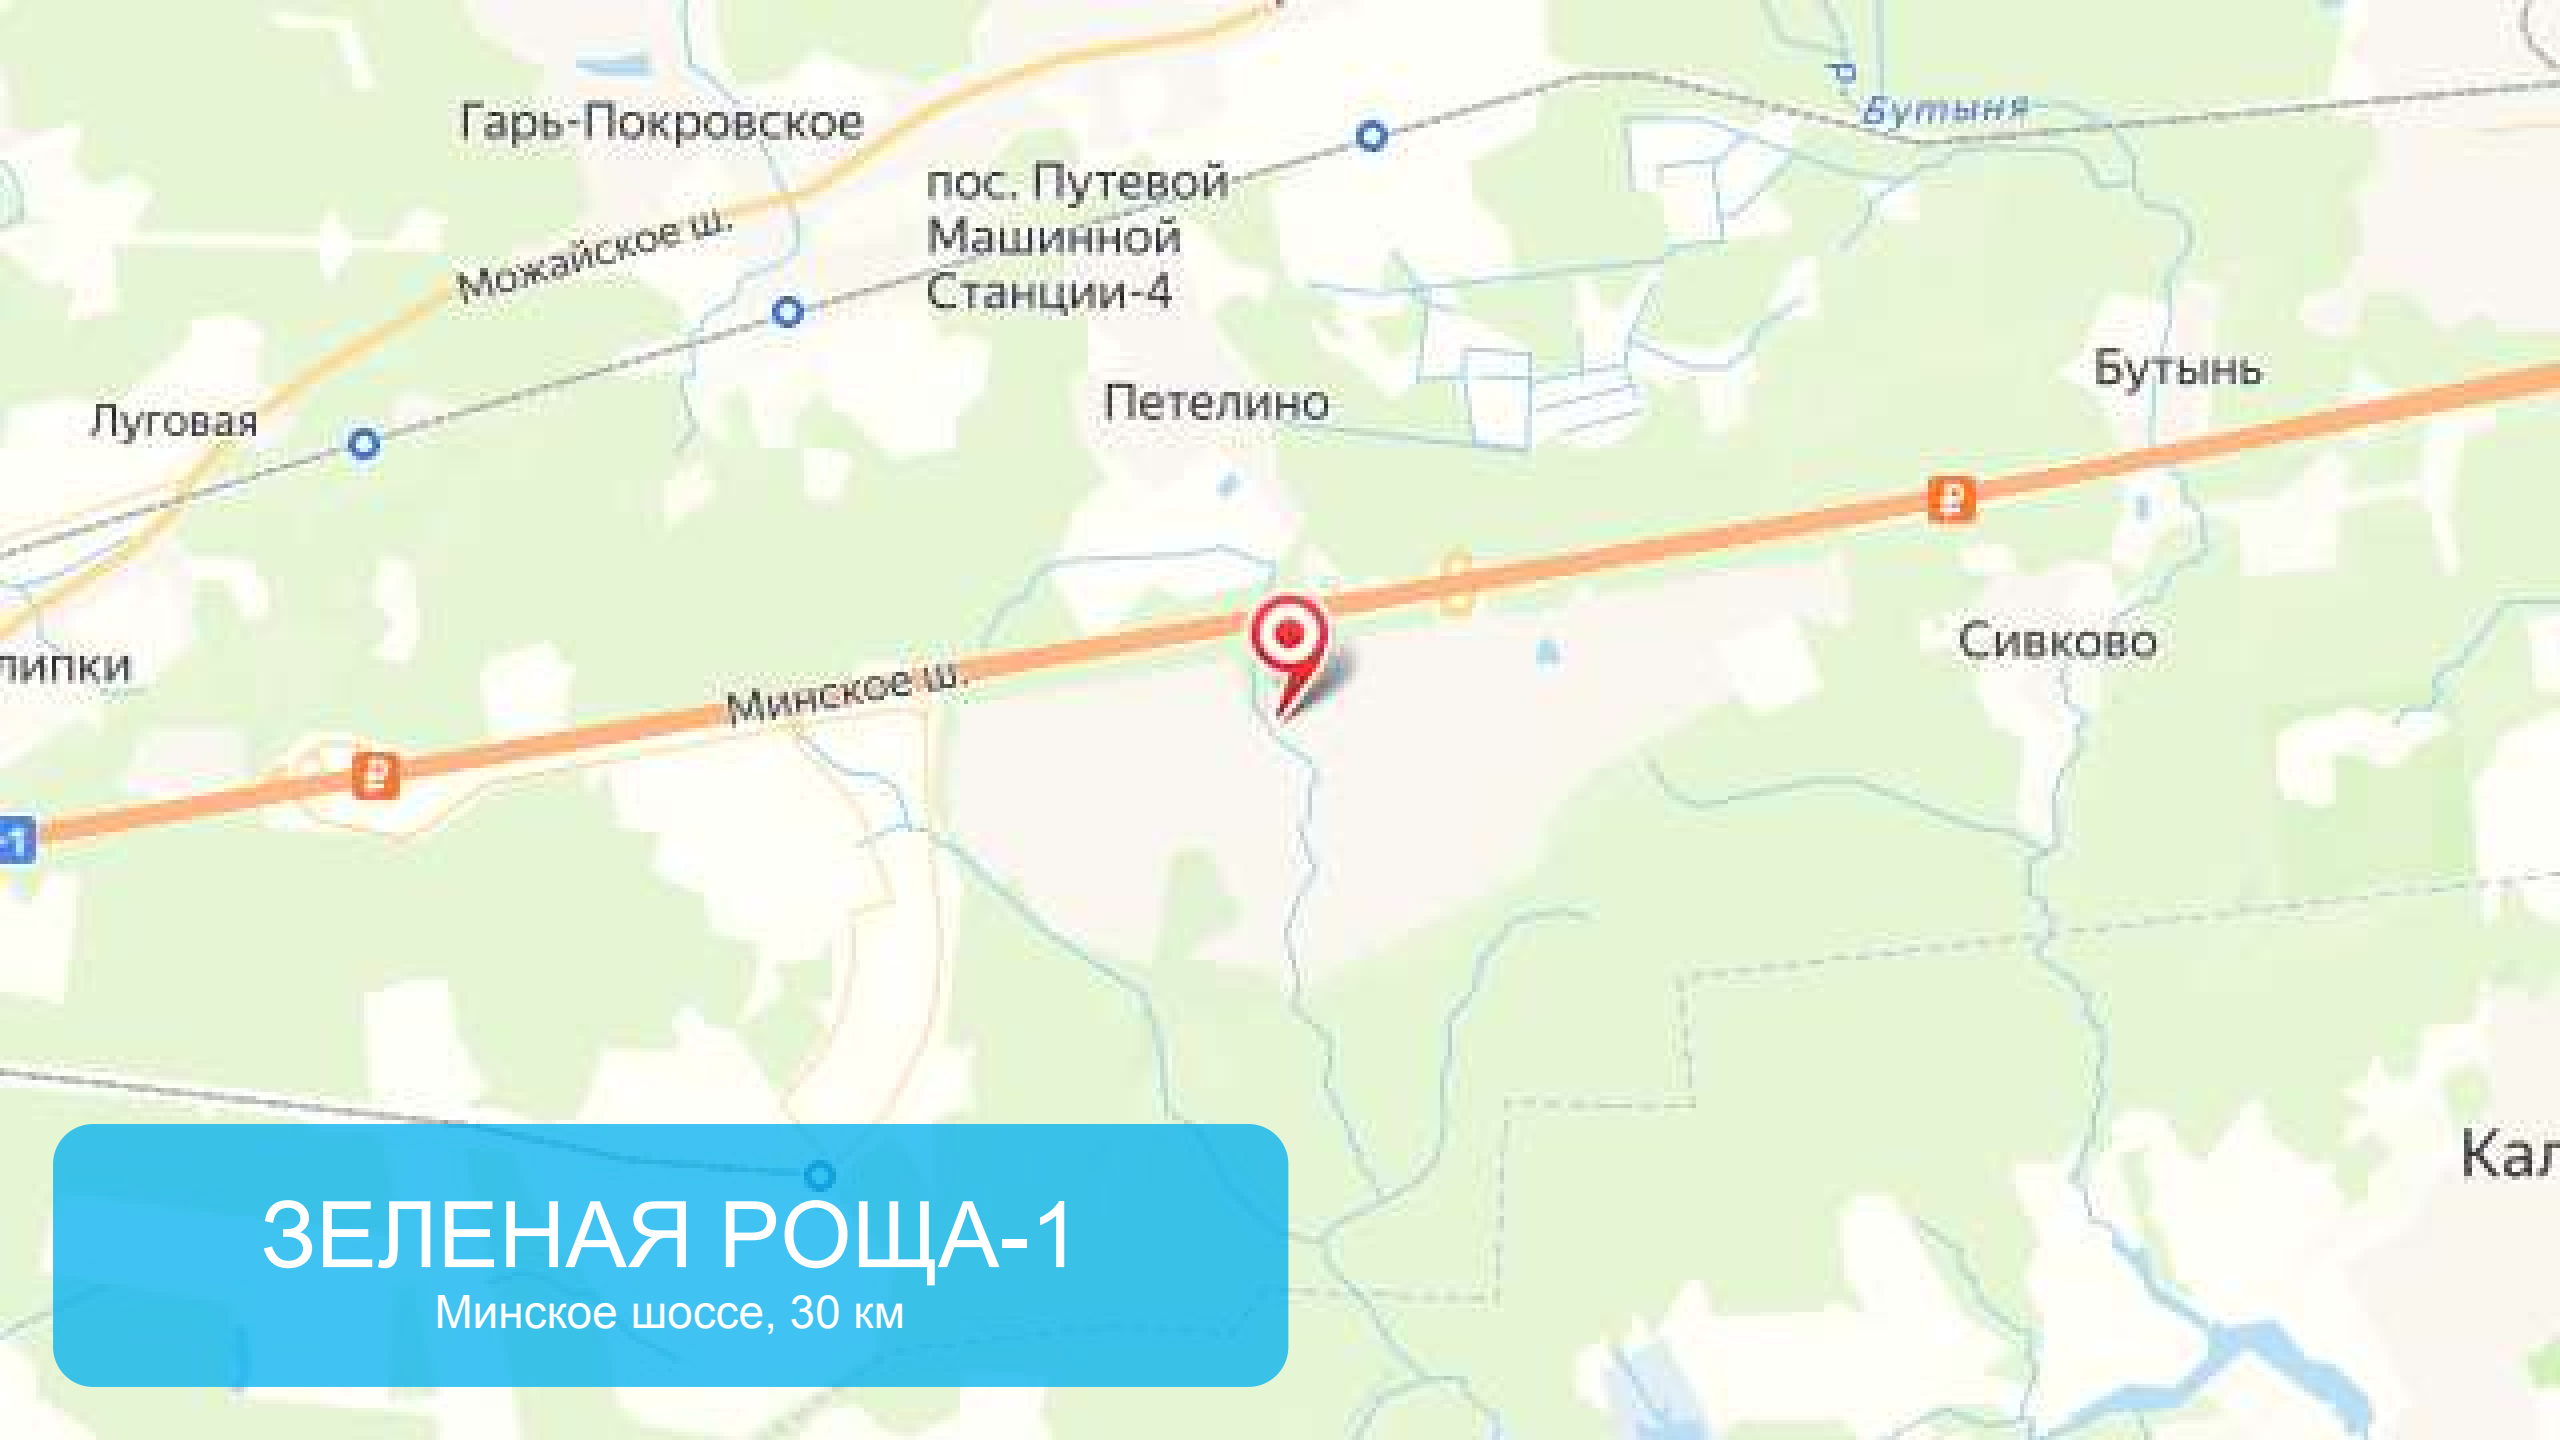 Р.
Бутыня
Гарь-Покровское
пос. Путевой
Машинной
Станции-4
Можайское ш.
Бутынь
Петелино
Луговая
Сивково
липки
Минское ш.
-1
Кал
ЗЕЛЕНАЯ РОЩА-1
Минское шоссе, 30 км